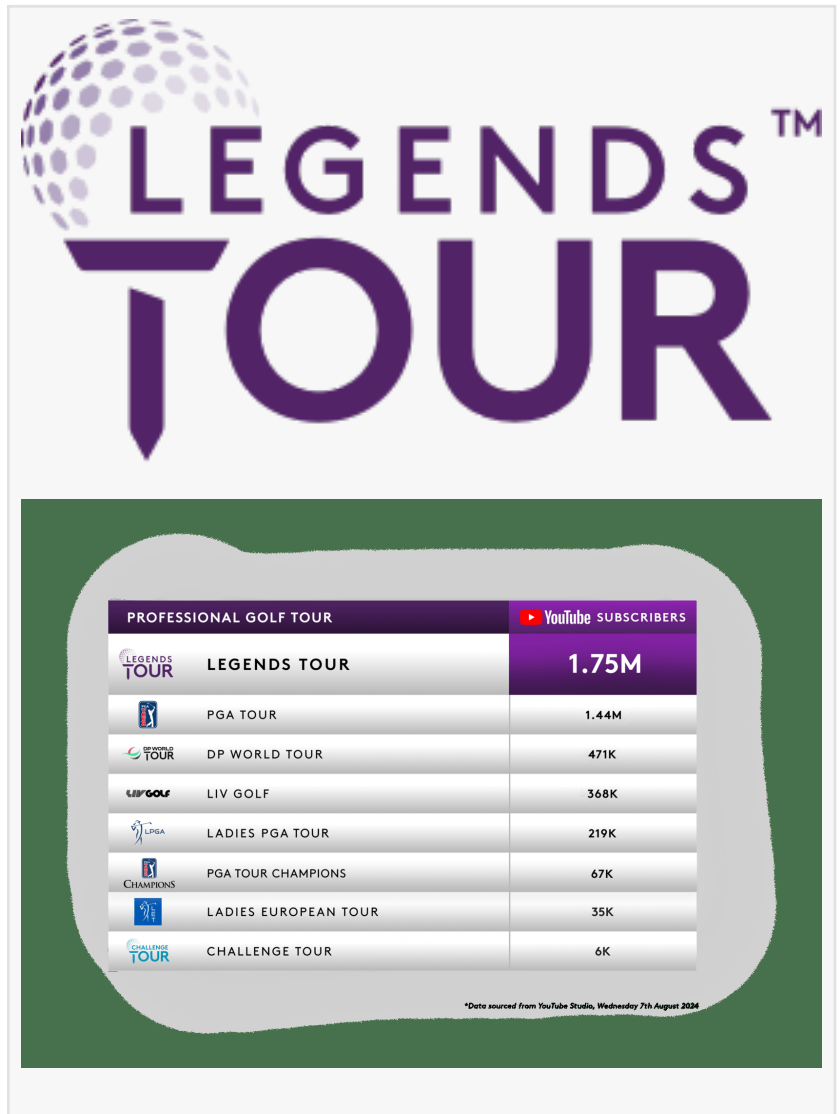 LEGENDS™
TOUR
PROFESSIONAL GOLF TOUR YouTube SUBSCRIBERS
LEGENDS TOUR LEGENDS TOUR 1.75M
PGA TOUR 1.44M
DP WORLD TOUR DP WORLD TOUR 471K
LIV GOLF LIV GOLF 368K
LPGA LADIES PGA TOUR 219K
CHAMPIONS PGA TOUR CHAMPIONS 67K
LADIES EUROPEAN TOUR 35K
CHALLENGE TOUR CHALLENGE TOUR 6K
*Data sourced from YouTube Studio, Wednesday 7th August 2024